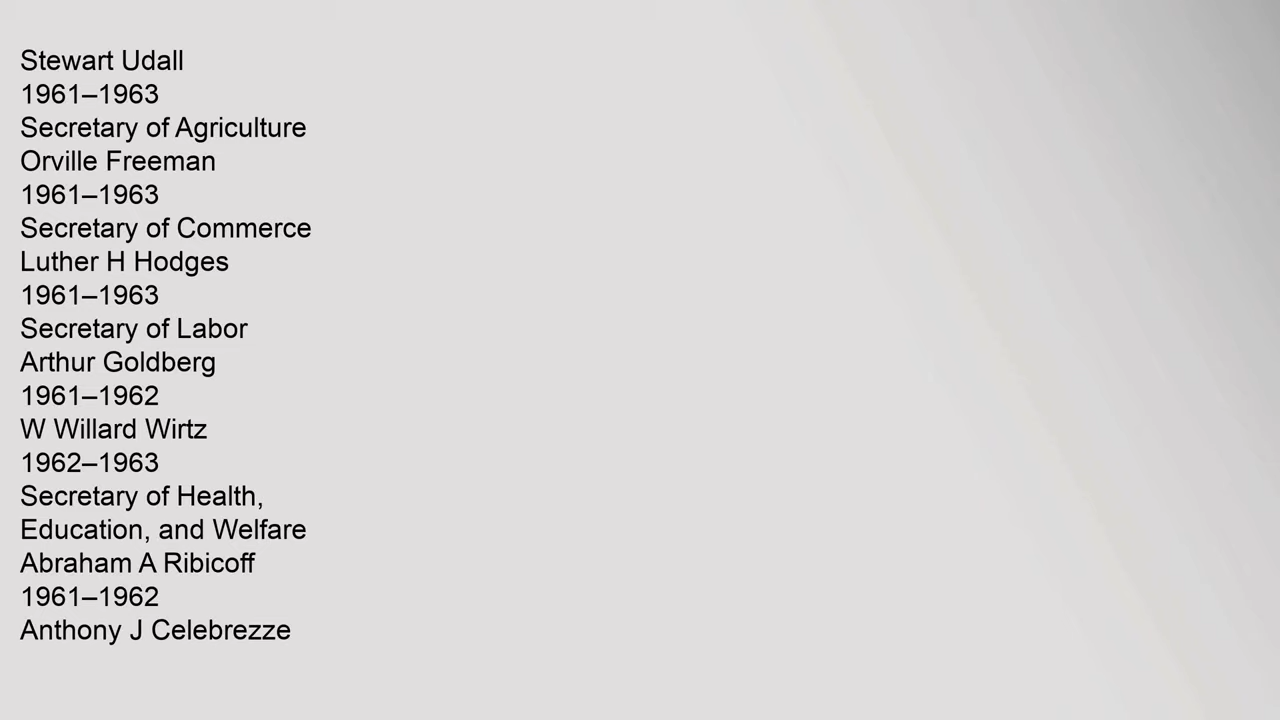 Stewart Udall
1961–1963
Secretary of Agriculture
Orville Freeman
1961–1963
Secretary of Commerce
Luther H Hodges
1961–1963
Secretary of Labor
Arthur Goldberg
1961–1962
W Willard Wirtz
1962–1963
Secretary of Health,
Education, and Welfare
Abraham A Ribicoff
1961–1962
Anthony J Celebrezze